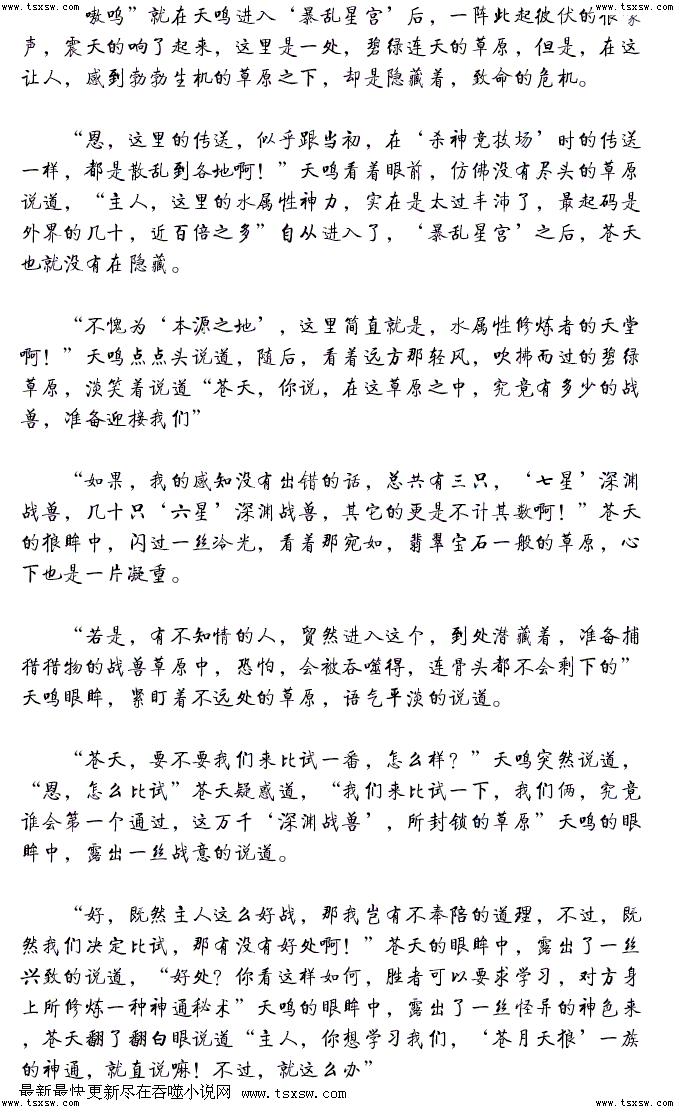 www.tsxsw.com www.tsxsw.com
嗷呜”就在天鸣进入‘暴乱星宫’后，一阵此起彼伏的狼嚎
声，震天的响了起来，这里是一处，碧绿连天的草原，但是，在这
让人，感到勃勃生机的草原之下，却是隐藏着，致命的危机。
“恩，这里的传送，似乎跟当初，在‘杀神竞技场’时的传送
一样，都是散乱到各地啊！”天鸣看着眼前，仿佛没有尽头的草原
说道，“主人，这里的水属性神力，实在是太过丰沛了，最起码是
外界的几十，近百倍之多”自从进入了，‘暴乱星宫’之后，苍天
也就没有在隐藏。
“不愧为‘本源之地’，这里简直就是，水属性修炼者的天堂
啊！”天鸣点点头说道，随后，看着远方那轻风，吹拂而过的碧绿
草原，淡笑着说道“苍天，你说，在这草原之中，究竟有多少的战
兽，准备迎接我们”
“如果，我的感知没有出错的话，总共有三只，‘七星’深渊
战兽，几十只‘六星’深渊战兽，其它的更是不计其数啊！”苍天
的狼眸中，闪过一丝冷光，看着那宛如，翡翠宝石一般的草原，心
下也是一片凝重。
“若是，有不知情的人，贸然进入这个，到处潜藏着，准备捕
猎猎物的战兽草原中，恐怕，会被吞噬得，连骨头都不会剩下的”
天鸣眼眸，紧盯着不远处的草原，语气平淡的说道。
“苍天，要不要我们来比试一番，怎么样？”天鸣突然说道，
“恩，怎么比试”苍天疑惑道，“我们来比试一下，我们俩，究竟
谁会第一个通过，这万千‘深渊战兽’，所封锁的草原”天鸣的眼
眸中，露出一丝战意的说道。
“好，既然主人这么好战，那我岂有不奉陪的道理，不过，既
然我们决定比试，那有没有好处啊！”苍天的眼眸中，露出了一丝
兴致的说道，“好处？你看这样如何，胜者可以要求学习，对方身
上所修炼一种神通秘术”天鸣的眼眸中，露出了一丝怪异的神色来
，苍天翻了翻白眼说道“主人，你想学习我们，‘苍月天狼’一族
的神通，就直说嘛！不过，就这么办”
最新最快更新尽在吞噬小说网 www.tsxsw.com
www.tsxsw.com www.tsxsw.com